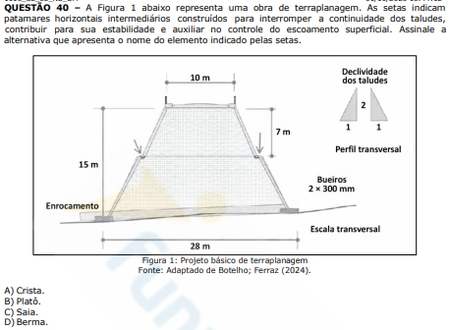 QUESTÃO 40 – A Figura 1 abaixo representa uma obra de terraplanagem. As setas indicam
patamares horizontais intermediários construídos para interromper a continuidade dos taludes,
contribuir para sua estabilidade e auxiliar no controle do escoamento superficial. Assinale a
alternativa que apresenta o nome do elemento indicado pelas setas.
10 m
Declividade
dos taludes
2
1 1
7 m
Perfil transversal
15 m
Bueiros
2 × 300 mm
Enrocamento
Escala transversal
28 m
Figura 1: Projeto básico de terraplanagem
Fonte: Adaptado de Botelho; Ferraz (2024).
A) Crista.
B) Platô.
C) Saia.
D) Berma.